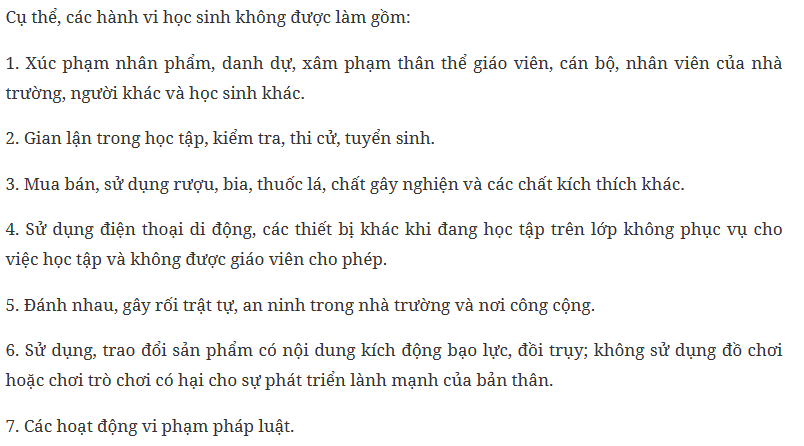 Cụ thể, các hành vi học sinh không được làm gồm:
1. Xúc phạm nhân phẩm, danh dự, xâm phạm thân thể giáo viên, cán bộ, nhân viên của nhà
trường, người khác và học sinh khác.
2. Gian lận trong học tập, kiểm tra, thi cử, tuyển sinh.
3. Mua bán, sử dụng rượu, bia, thuốc lá, chất gây nghiện và các chất kích thích khác.
4. Sử dụng điện thoại di động, các thiết bị khác khi đang học tập trên lớp không phục vụ cho
việc học tập và không được giáo viên cho phép.
5. Đánh nhau, gây rối trật tự, an ninh trong nhà trường và nơi công cộng.
6. Sử dụng, trao đổi sản phẩm có nội dung kích động bạo lực, đồi trụy; không sử dụng đồ chơi
hoặc chơi trò chơi có hại cho sự phát triển lành mạnh của bản thân.
7. Các hoạt động vi phạm pháp luật.